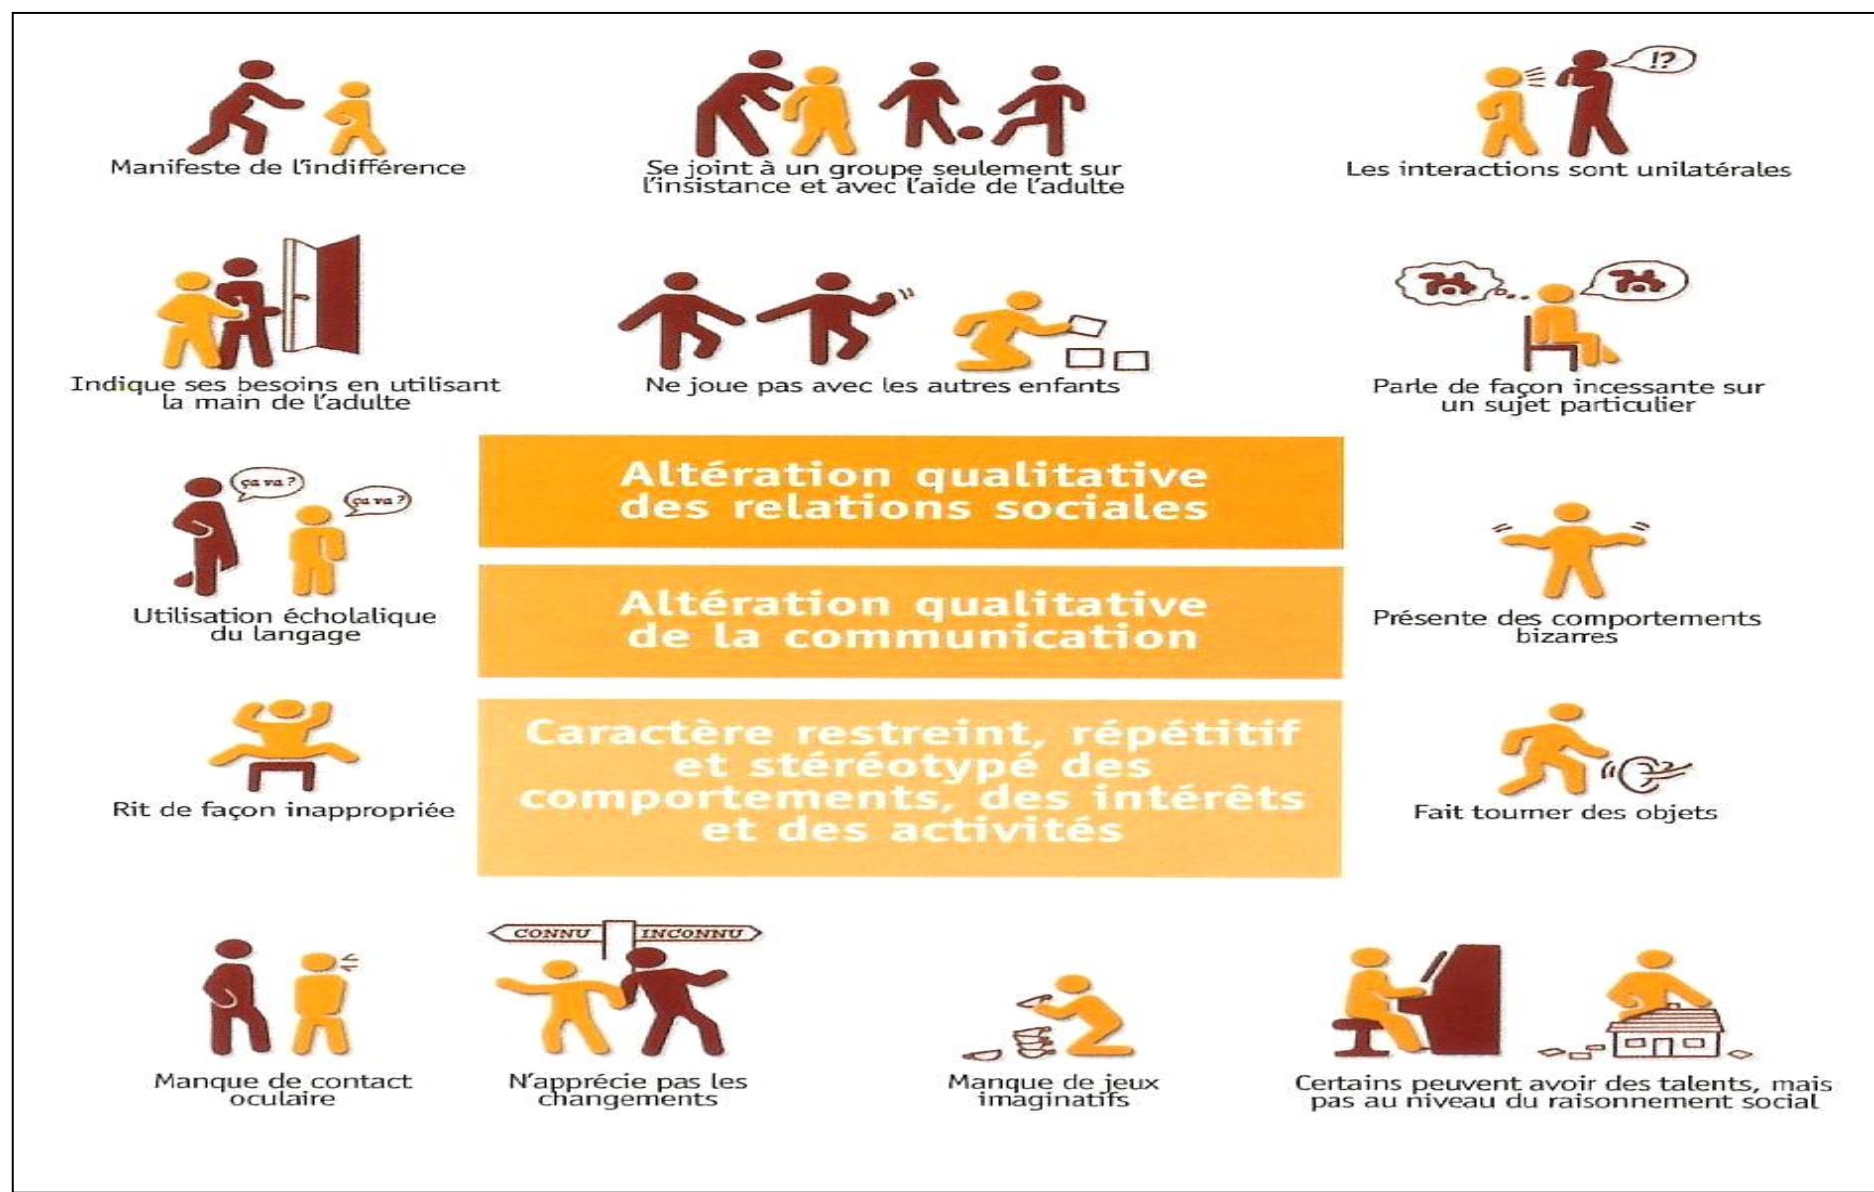 Manifeste de l'indifférence
Se joint à un groupe seulement sur
l'insistance et avec l'aide de l'adulte
!?
Les interactions sont unilatérales
Indique ses besoins en utilisant
la main de l'adulte
Ne joue pas avec les autres enfants
Parle de façon incessante sur
un sujet particulier
Altération qualitative
des relations sociales
ça va ?
ça va ?
Utilisation écholalique
du langage
Altération qualitative
de la communication
Présente des comportements
bizarres
Rit de façon inappropriée
Caractère restreint, répétitif
et stéréotypé des
comportements, des intérêts
et des activités
Fait tourner des objets
CONNU
INCONNU
Manque de contact
oculaire
N'apprécie pas les
changements
Manque de jeux
imaginatifs
Certains peuvent avoir des talents, mais
pas au niveau du raisonnement social